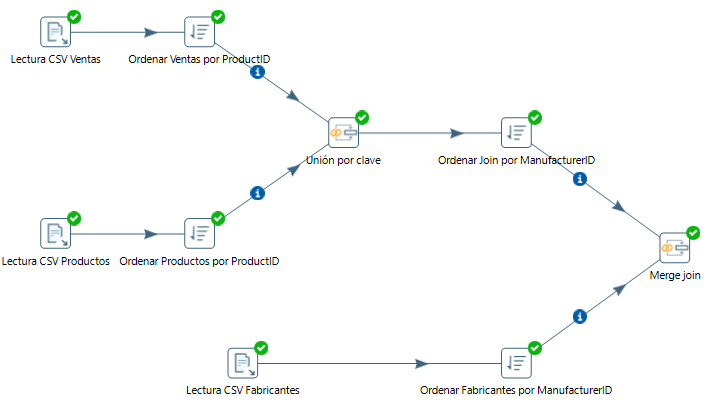 Lectura CSV Ventas
Ordenar Ventas por ProductID
Unión por clave
Ordenar Join por ManufacturerID
Lectura CSV Productos
Ordenar Productos por ProductID
Merge join
Lectura CSV Fabricantes
Ordenar Fabricantes por ManufacturerID